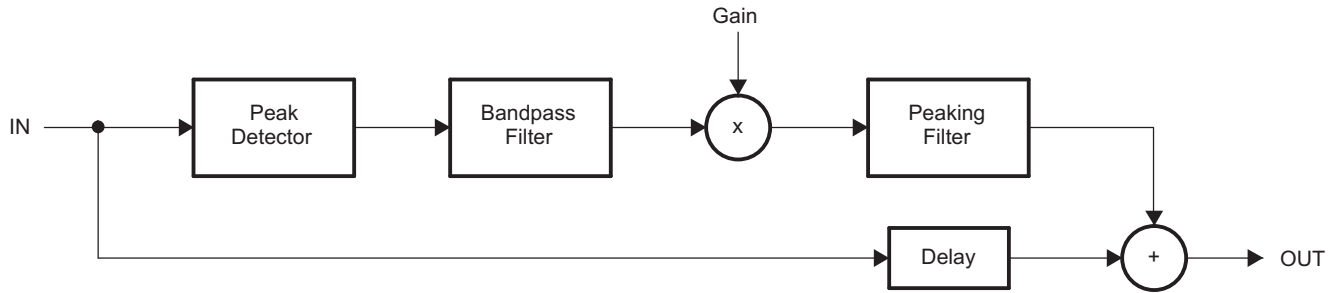 Gain
IN
Peak
Detector
Bandpass
Filter
x
Peaking
Filter
Delay
+
OUT